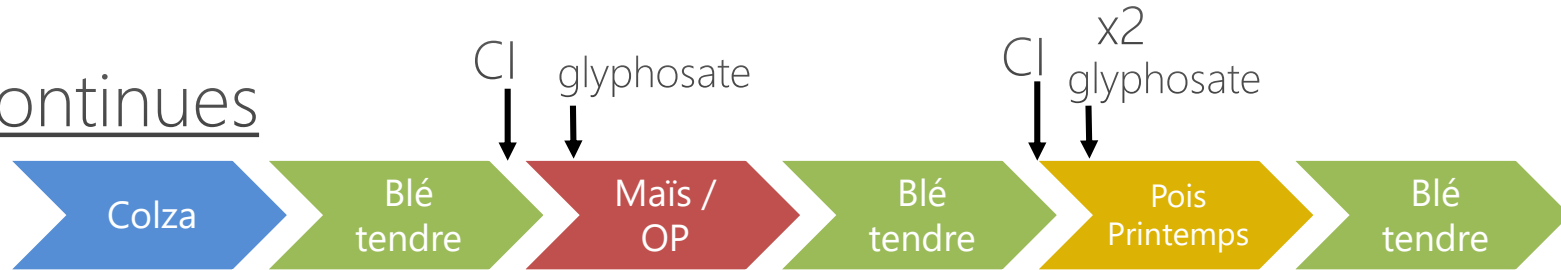 ontinues
CI
glyphosate
CI
x2
glyphosate
Colza
Blé
tendre
Maïs /
OP
Blé
tendre
Pois
Printemps
Blé
tendre